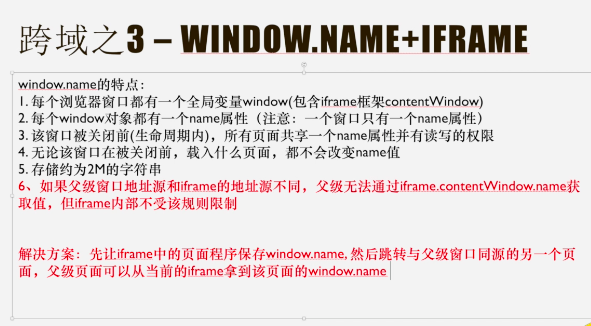 跨域之3 – WINDOW.NAME+IFRAME
window.name的特点：
1. 每个浏览器窗口都有一个全局变量window(包含iframe框架contentWindow)
2. 每个window对象都有一个name属性（注意：一个窗口只有一个name属性）
3. 该窗口被关闭前(生命周期内)，所有页面共享一个name属性并有读写的权限
4. 无论该窗口在被关闭前，载入什么页面，都不会改变name值
5. 存储约为2M的字符串
6、如果父级窗口地址源和iframe的地址源不同，父级无法通过iframe.contentWindow.name获
取值，但iframe内部不受该规则限制
解决方案：先让iframe中的页面程序保存window.name, 然后跳转与父级窗口同源的另一个页
面，父级页面可以从当前的iframe拿到该页面的window.name